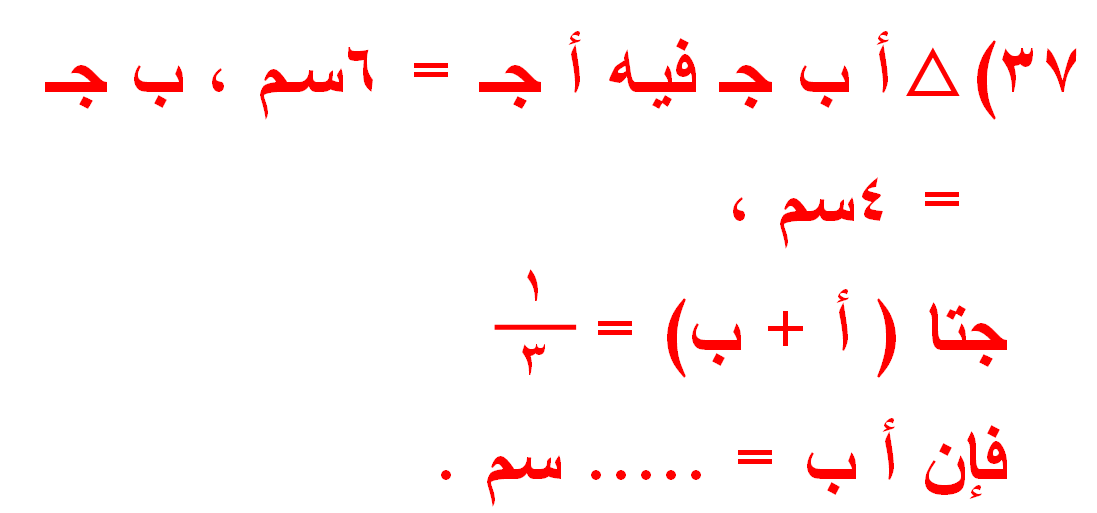 ٣٧) △ أ ب جـ فيه أ جـ = ٦سم ، ب جـ
= ٤سم ،
جتا ( أ + ب) = ١/٣
فإن أ ب = ..... سم .